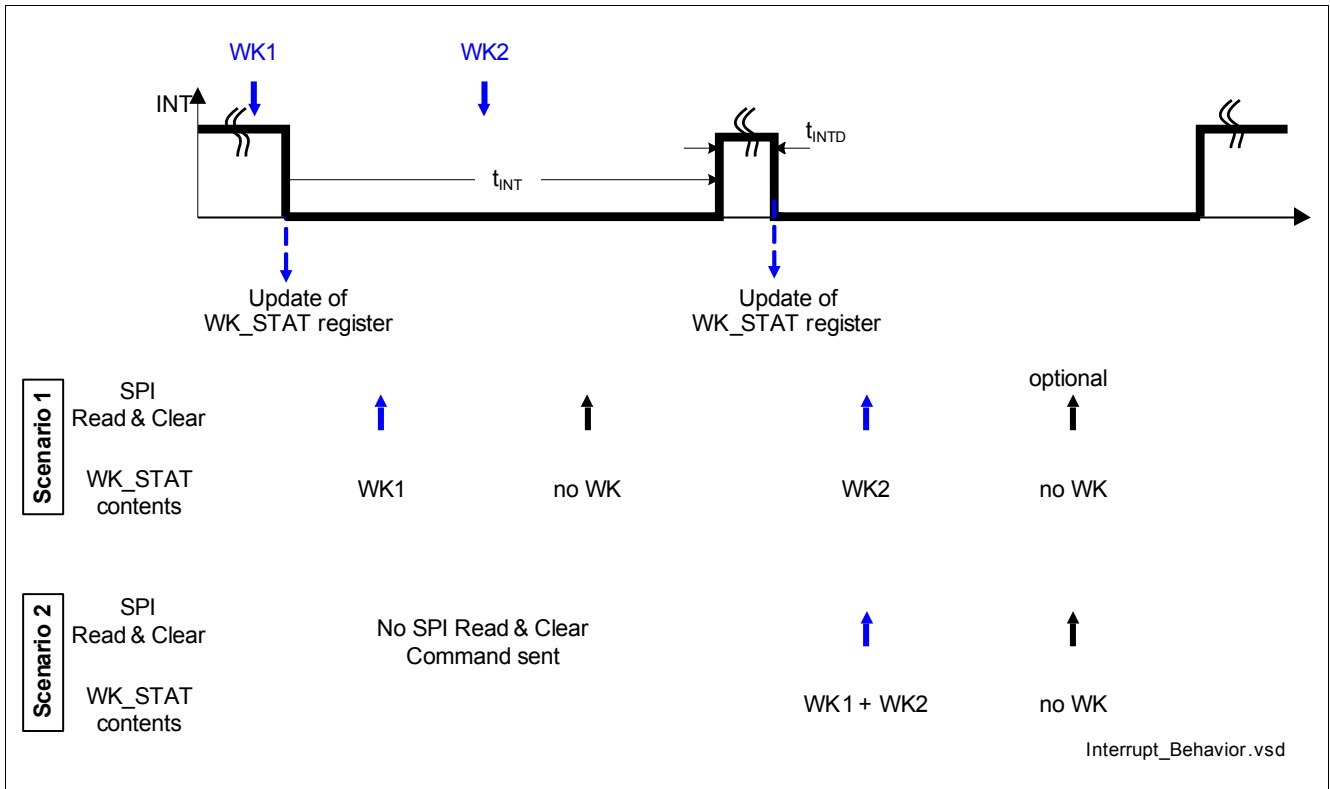 WK1 WK2
INT
tINTD
tINT
Update of
WK_STAT register
Update of
WK_STAT register
Scenario 1
SPI
Read & Clear
optional
WK_STAT
contents
WK1 no WK WK2 no WK
Scenario 2
SPI
Read & Clear
No SPI Read & Clear
Command sent
WK_STAT
contents
WK1 + WK2 no WK
Interrupt_Behavior.vsd